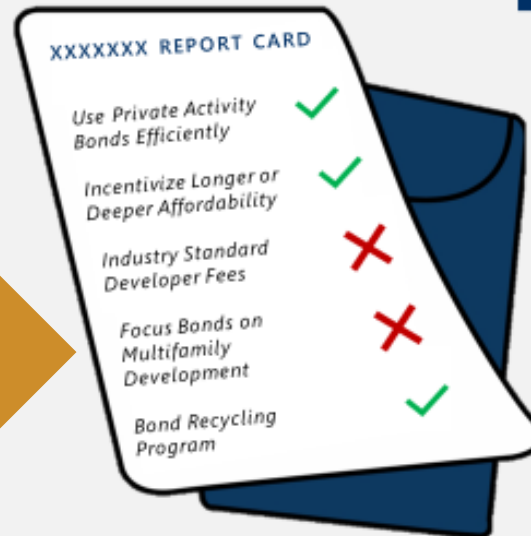 XXXXXXX REPORT CARD
Use Private Activity
Bonds Efficiently
Incentivize Longer or
Deeper Affordability
Industry Standard
Developer Fees
Focus Bonds on
Multifamily
Development
Bond Recycling
Program